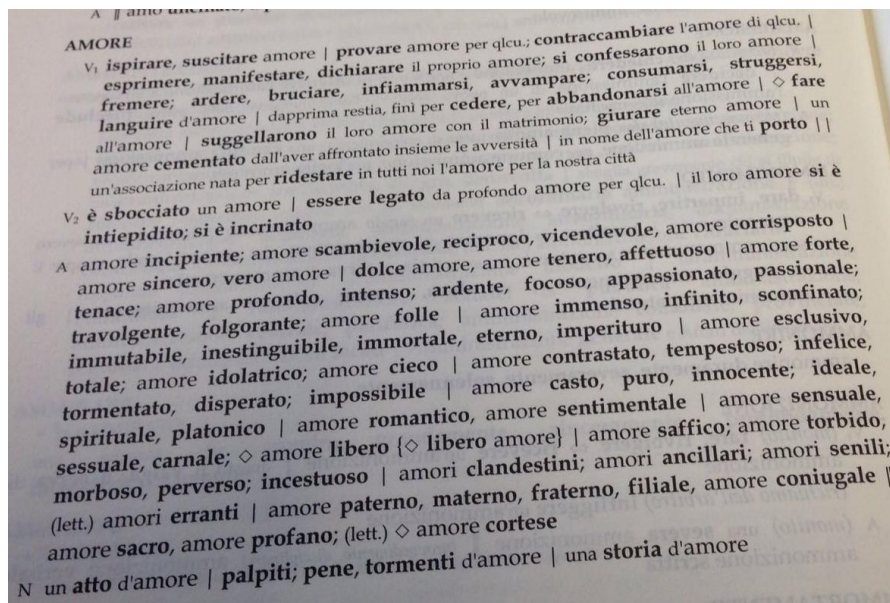 A || amo
AMORE
V₁ ispirare, suscitare amore | provare amore per qlcu.; contraccambiare l'amore di qlcu. |
esprimere, manifestare, dichiarare il proprio amore; si confessarono il loro amore |
fremere; ardere, bruciare, infiammarsi, avvampare; consumarsi, struggersi,
languire d'amore | dapprima restia, finì per cedere, per abbandonarsi all'amore | ◇ fare
all'amore | suggellarono il loro amore con il matrimonio; giurare eterno amore | un
amore cementato dall'aver affrontato insieme le avversità | in nome dell'amore che ti porto ||
un'associazione nata per ridestare in tutti noi l'amore per la nostra città
V₂ è sbocciato un amore | essere legato da profondo amore per qlcu. | il loro amore si è
intiepidito; si è incrinato
A amore incipiente; amore scambievole, reciproco, vicendevole, amore corrisposto |
amore sincero, vero amore | dolce amore, amore tenero, affettuoso | amore forte,
tenace; amore profondo, intenso; ardente, focoso, appassionato, passionale;
travolgente, folgorante; amore folle | amore immenso, infinito, sconfinato;
immutabile, inestinguibile, immortale, eterno, imperituro | amore esclusivo,
totale; amore idolatrico; amore cieco | amore contrastato, tempestoso; infelice,
tormentato, disperato; impossibile | amore casto, puro, innocente; ideale,
spirituale, platonico | amore romantico, amore sentimentale | amore sensuale,
sessuale, carnale; ◇ amore libero {◇ libero amore} | amore saffico; amore torbido,
morboso, perverso; incestuoso | amori clandestini; amori ancillari; amori senili;
(lett.) amori erranti | amore paterno, materno, fraterno, filiale, amore coniugale |
amore sacro, amore profano; (lett.) ◇ amore cortese
N un atto d'amore | palpiti; pene, tormenti d'amore | una storia d'amore